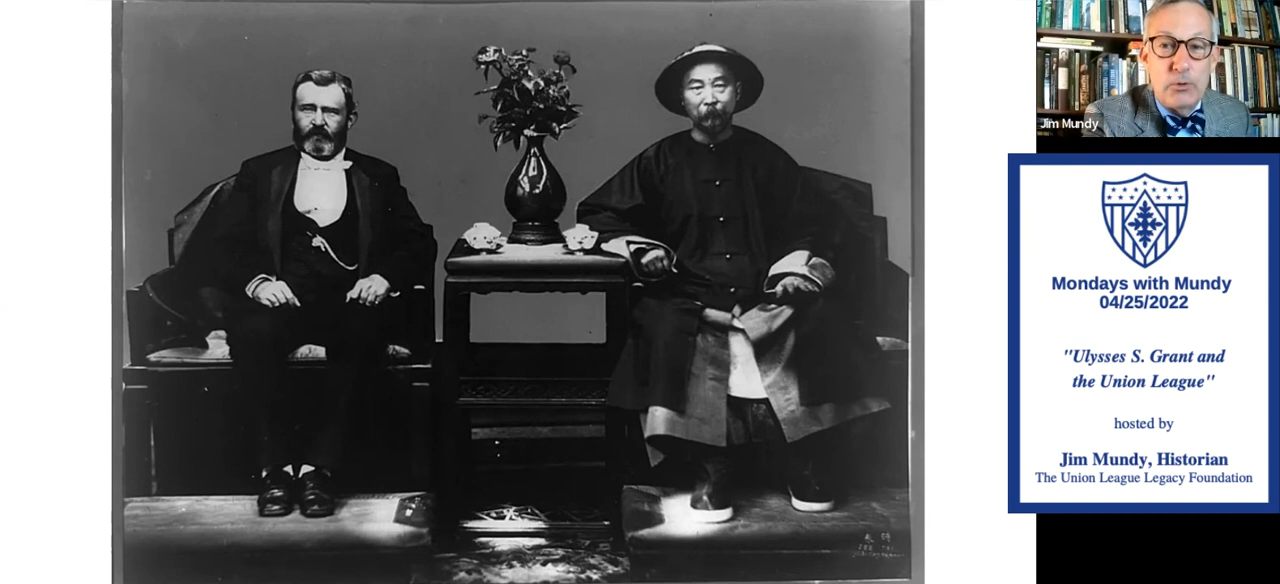 Jim Mundy
Mondays with Mundy
04/25/2022
"Ulysses S. Grant and
the Union League"
hosted by
Jim Mundy, Historian
The Union League Legacy Foundation